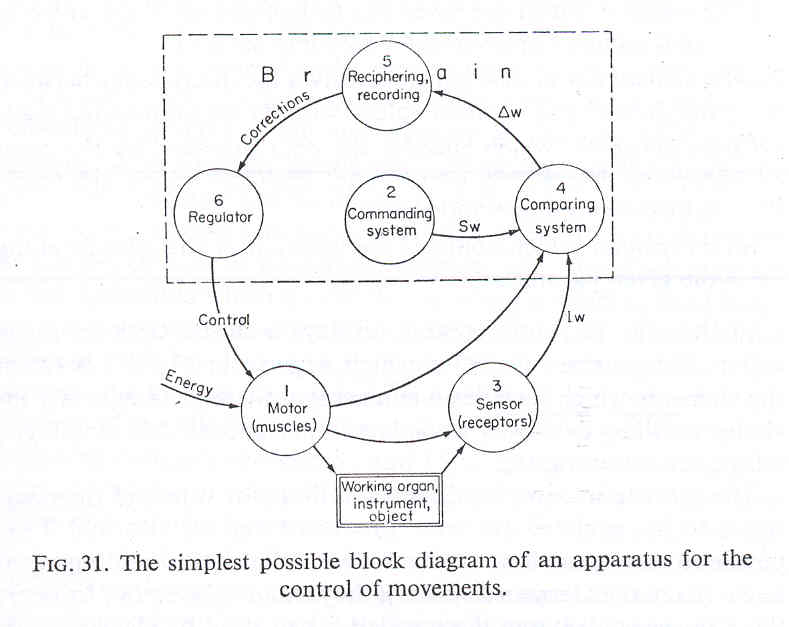 Brain
5
Reciphering,
recording
Corrections
Δw
6
Regulator
2
Commanding
system
Sw
4
Comparing
system
Control
Iw
Energy
1
Motor
(muscles)
3
Sensor
(receptors)
Working organ,
instrument,
object
FIG. 31. The simplest possible block diagram of an apparatus for the
control of movements.